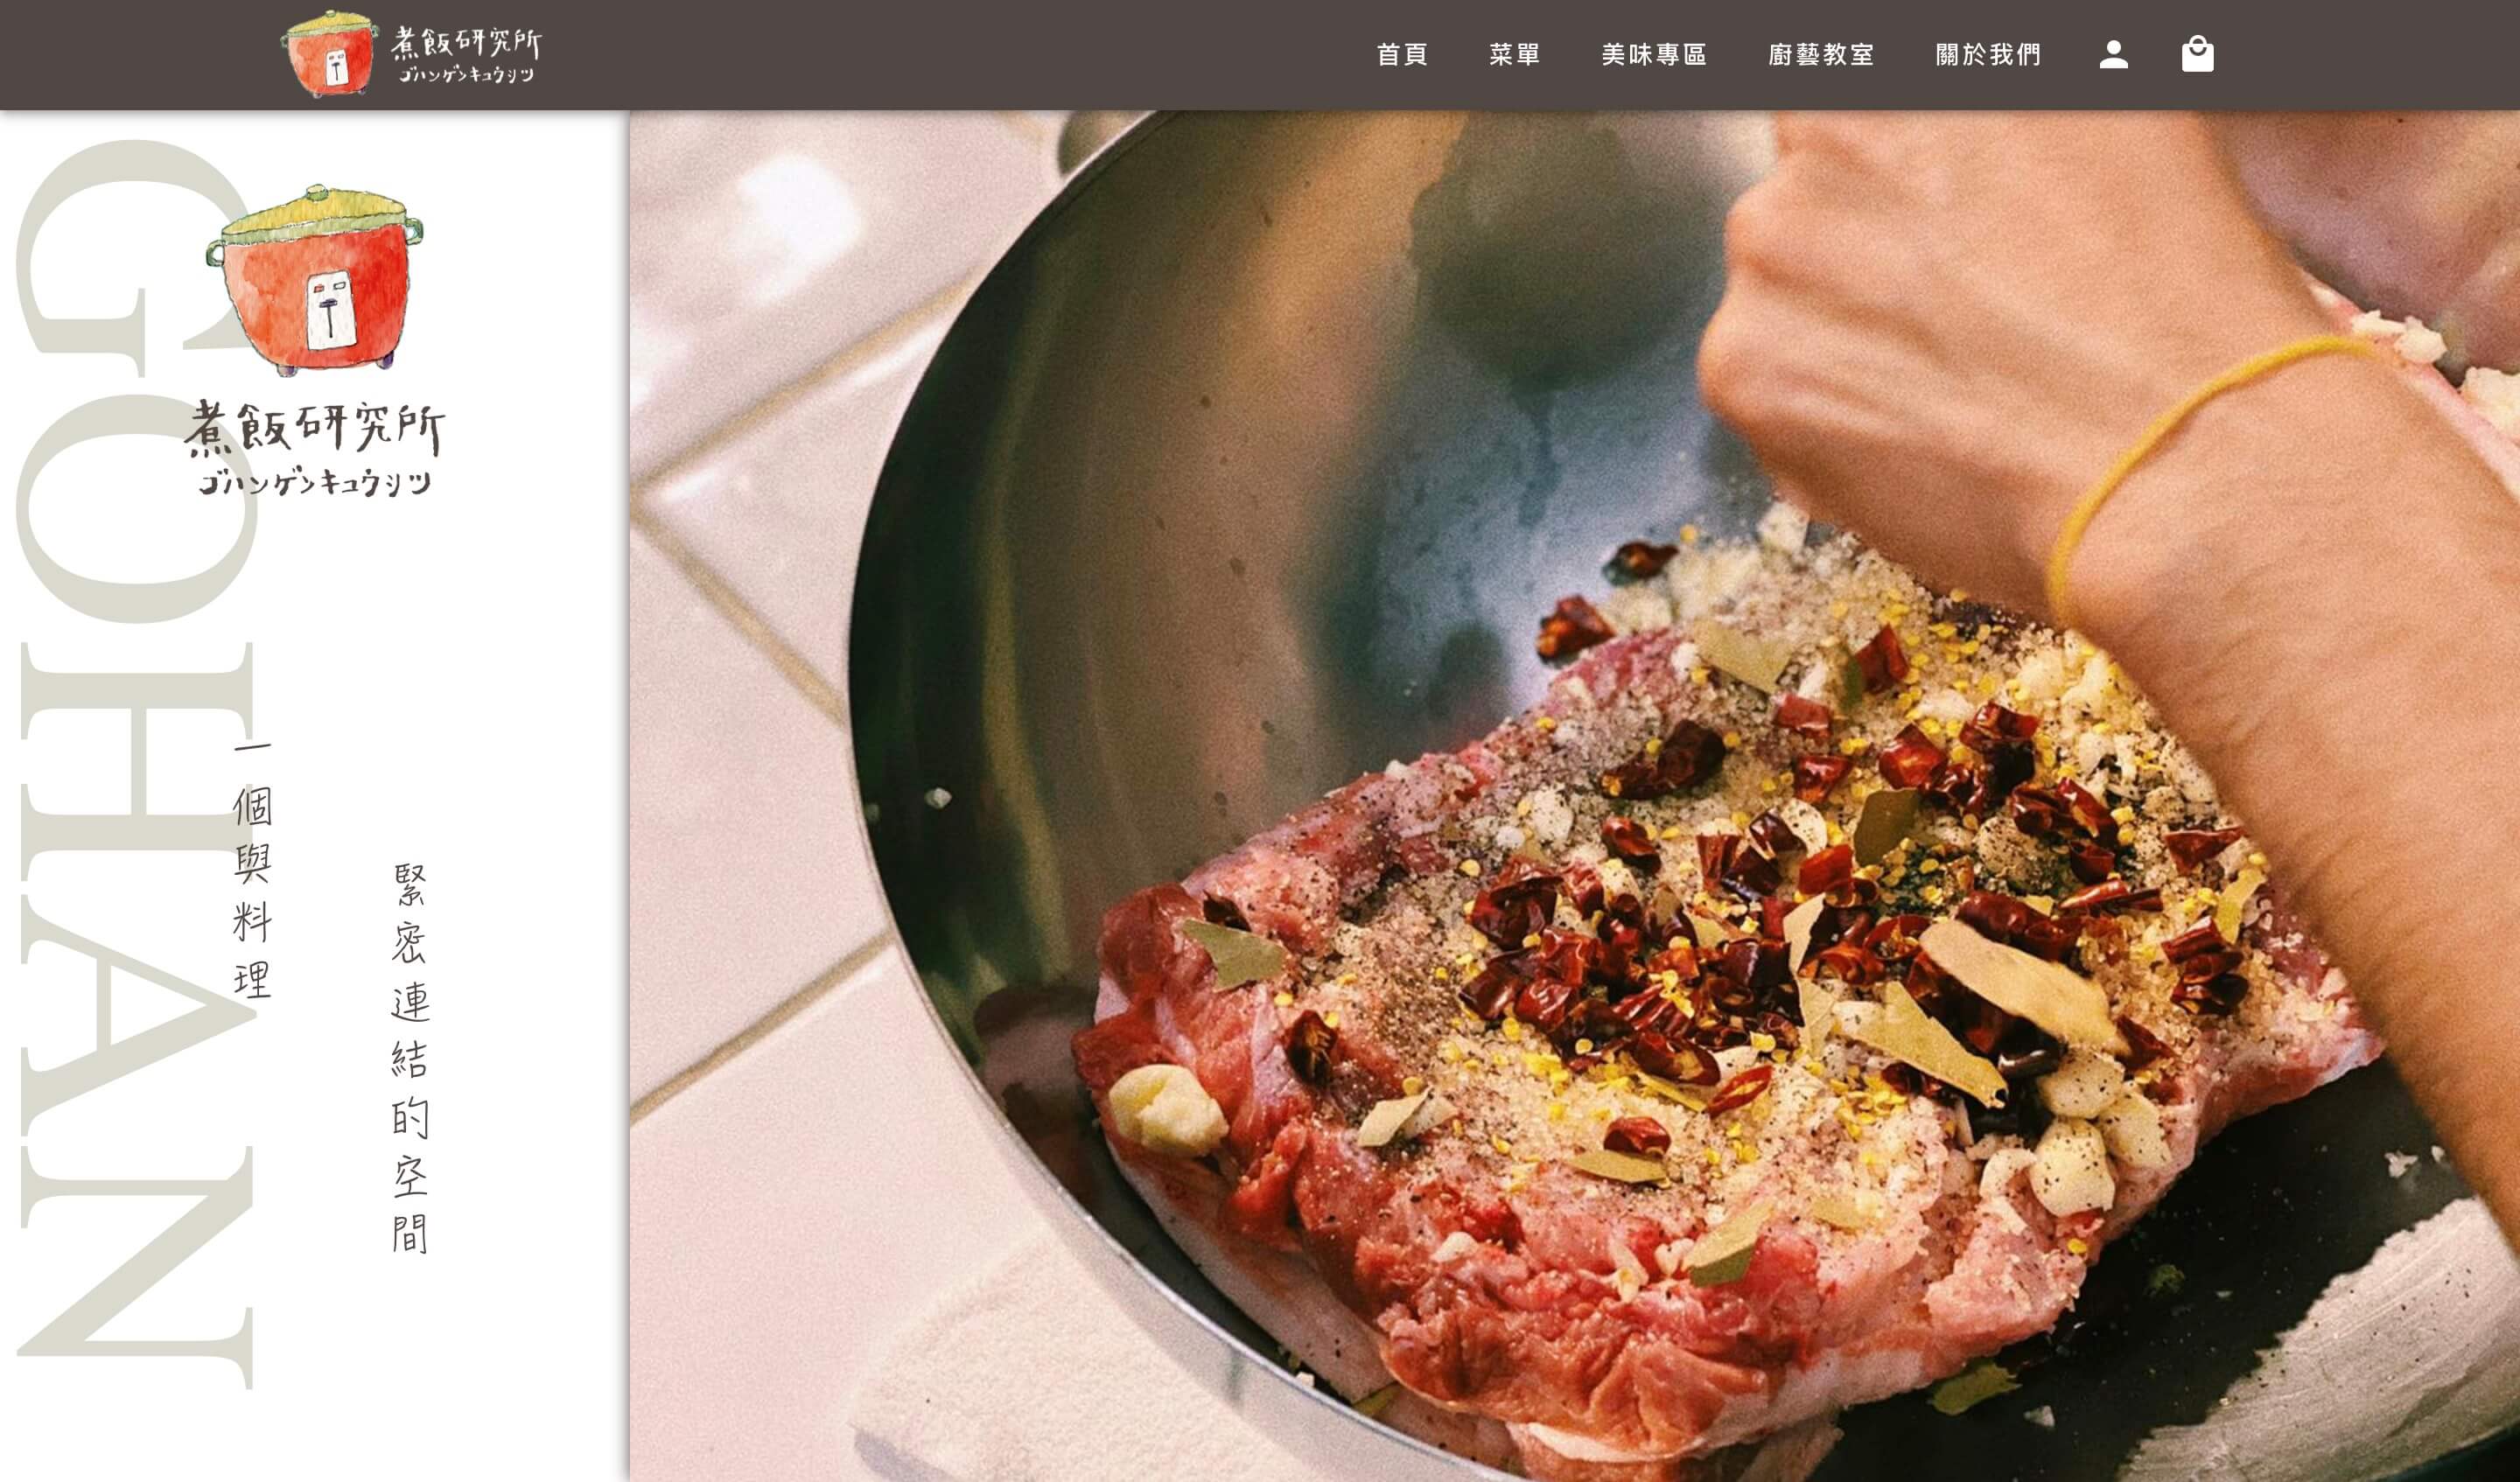 煮飯研究所
ゴハンゲンキュウシツ
首頁
菜單
美味專區
廚藝教室
關於我們
GOHAN
煮飯研究所
ゴハンゲンキュウシツ
一個與料理
緊密連結的空間